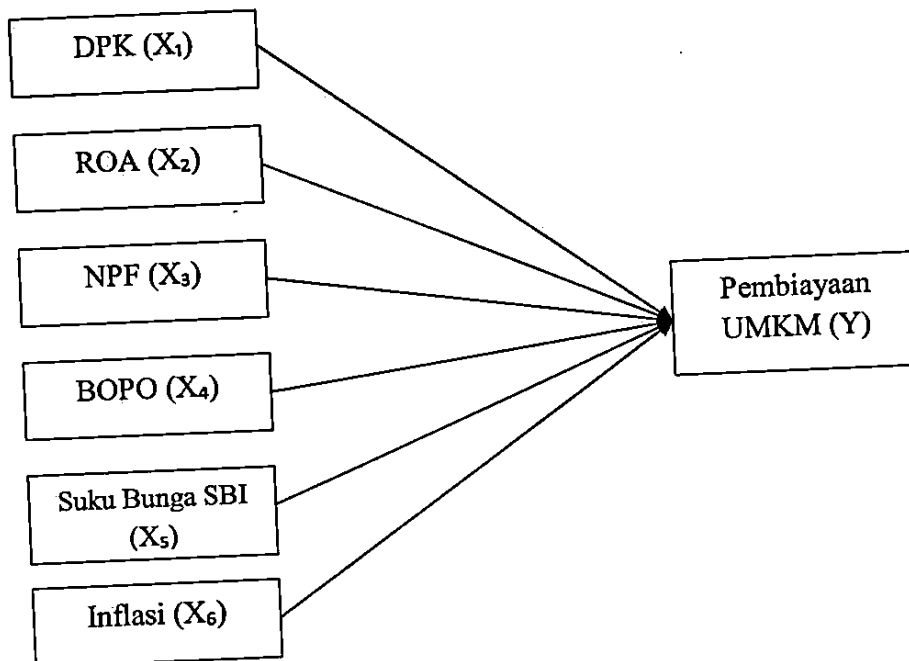 DPK (X₁)
ROA (X₂)
NPF (X₃)
BOPO (X₄)
Suku Bunga SBI
(X₅)
Inflasi (X₆)
Pembiayaan
UMKM (Y)